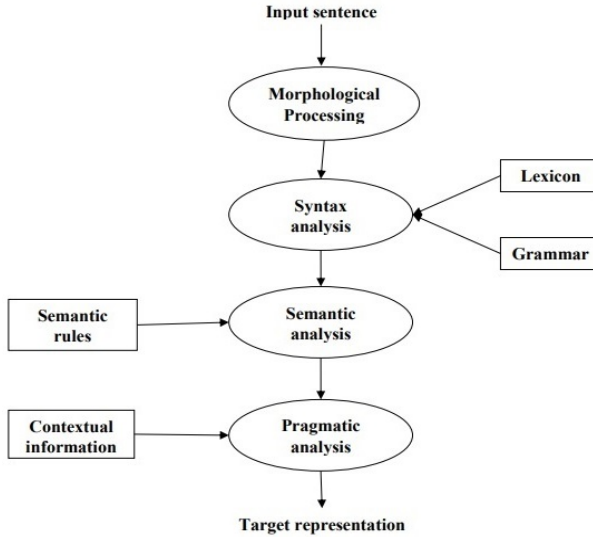 Input sentence
Morphological
Processing
Lexicon
Syntax
analysis
Grammar
Semantic
rules
Semantic
analysis
Contextual
information
Pragmatic
analysis
Target representation